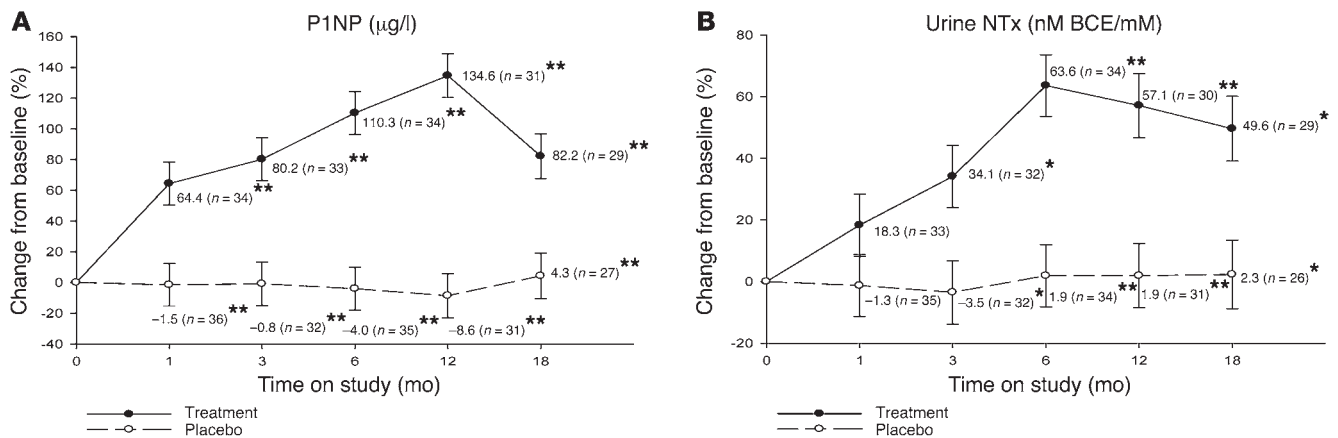 A
P1NP (μg/l)
Change from baseline (%)
160
140
120
100
80
60
40
20
0
−20
−40
64.4 (n = 34)**
80.2 (n = 33)**
110.3 (n = 34)**
134.6 (n = 31)**
82.2 (n = 29)**
−1.5 (n = 36)**
−0.8 (n = 32)**
−4.0 (n = 35)**
−8.6 (n = 31)**
4.3 (n = 27)**
0 1 3 6 12 18
Time on study (mo)
Treatment
Placebo
B
Urine NTx (nM BCE/mM)
Change from baseline (%)
80
60
40
20
0
-20
18.3 (n = 33)
34.1 (n = 32)*
63.6 (n = 34)**
57.1 (n = 30)**
49.6 (n = 29)*
−1.3 (n = 35)
−3.5 (n = 32)*
1.9 (n = 34)**
1.9 (n = 31)**
2.3 (n = 26)*
0 1 3 6 12 18
Time on study (mo)
Treatment
Placebo